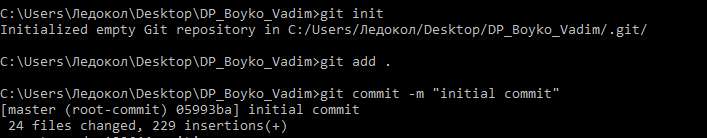 C:\Users\Ледокол\Desktop\DP_Boyko_Vadim>git init
Initialized empty Git repository in C:/Users/Ледокол/Desktop/DP_Boyko_Vadim/.git/
C:\Users\Ледокол\Desktop\DP_Boyko_Vadim>git add .
C:\Users\Ледокол\Desktop\DP_Boyko_Vadim>git commit -m "initial commit"
[master (root-commit) 05993ba] initial commit
 24 files changed, 229 insertions(+)